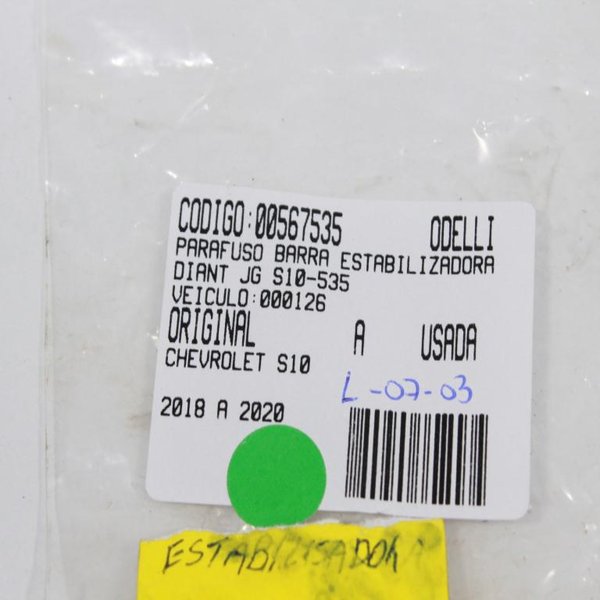 CODIGO:00567535 ODELLI
PARAFUSO BARRA ESTABILIZADORA
DIANT JG S10-535
VEICULO:000126
ORIGINAL A USADA
CHEVROLET S10
L-07-03
2018 A 2020
ESTABILISADORA